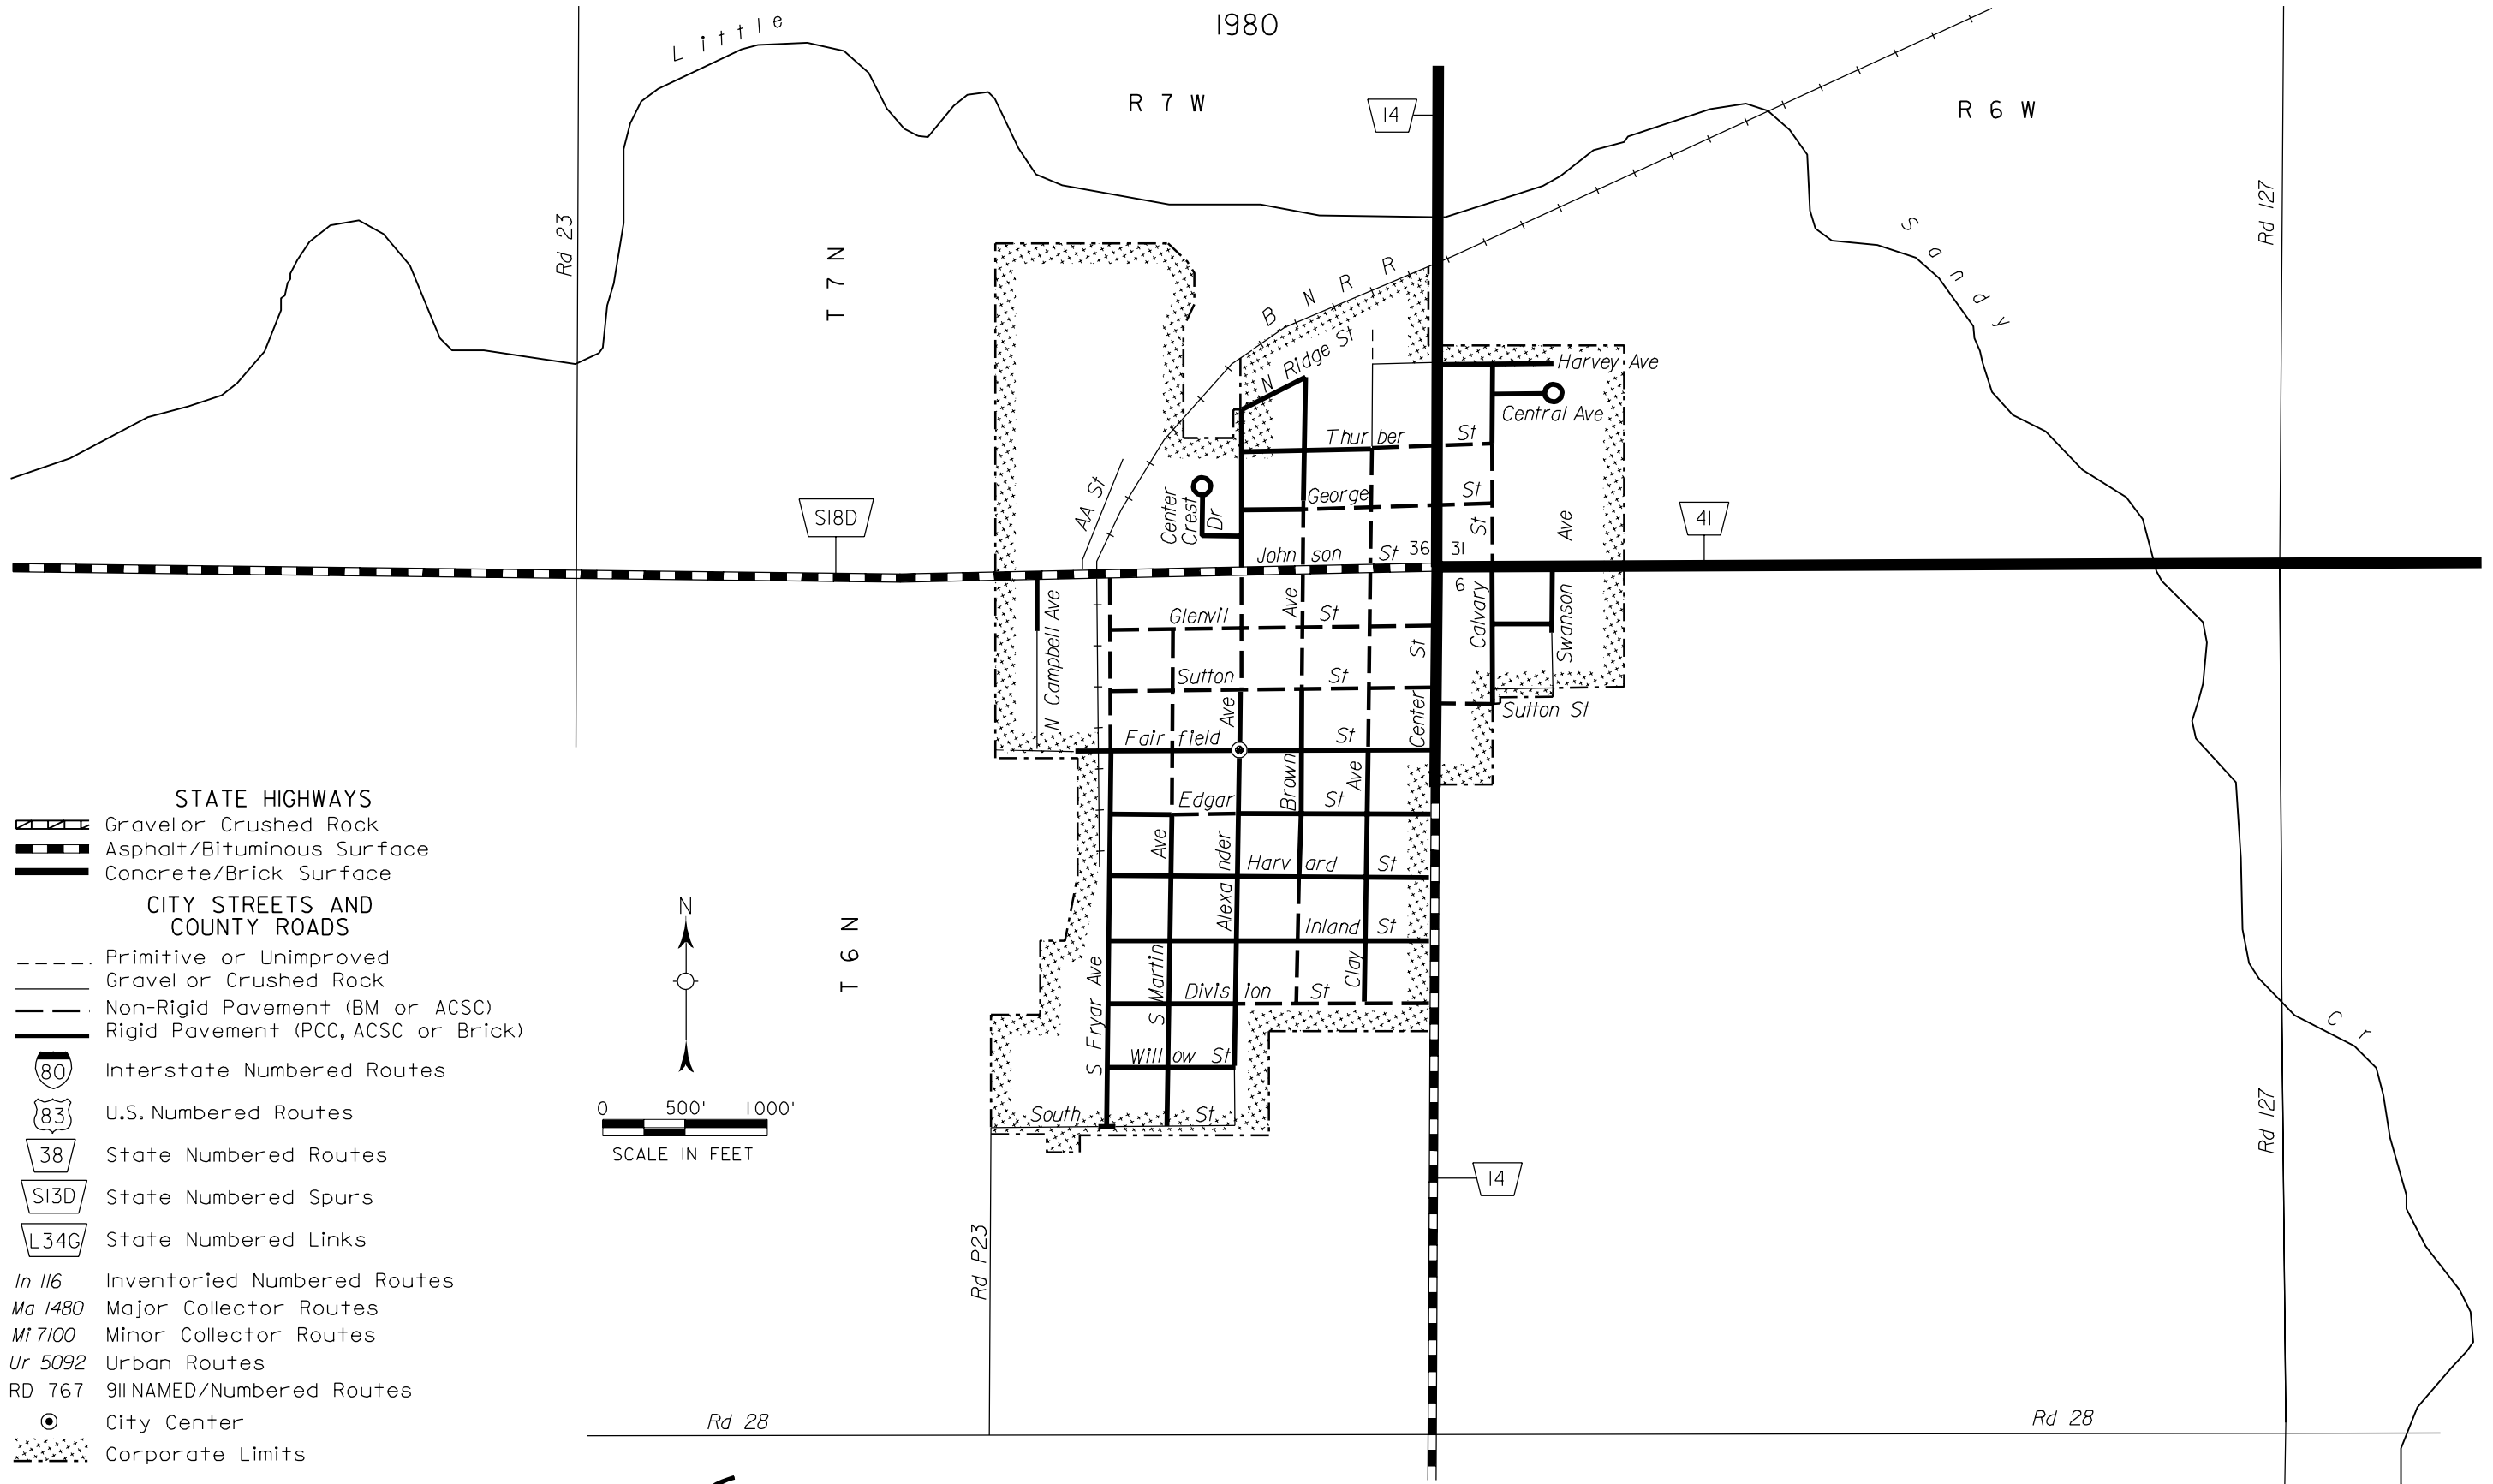 1980
Little
R 7 W
R 6 W
14
Rd 23
Rd 127
Sandy
T 7 N
BNRR
N Ridge St
Harvey Ave
Central Ave
Thurber St
AA St
Center
Crest
Dr
George St
S18D
41
St
Ave
Johnson St
36
31
6
Glenvil St
Ave
N Campbell Ave
Calvary
Swanson
St
Sutton St
Ave
Center
Sutton St
Fairfield St
Brown
Ave
Edgar St
Ave
Alexander
Harvard St
Inland St
S Martin
Clay
S Fryar Ave
Division St
Willow St
South St
T 6 N
Cr
Rd 127
14
Rd P23
Rd 28
Rd 28
N
0 500' 1000'
SCALE IN FEET
STATE HIGHWAYS
Gravel or Crushed Rock
Asphalt/Bituminous Surface
Concrete/Brick Surface
CITY STREETS AND
COUNTY ROADS
Primitive or Unimproved
Gravel or Crushed Rock
Non-Rigid Pavement (BM or ACSC)
Rigid Pavement (PCC, ACSC or Brick)
80 Interstate Numbered Routes
83 U.S. Numbered Routes
38 State Numbered Routes
S13D State Numbered Spurs
L34G State Numbered Links
In 116 Inventoried Numbered Routes
Ma 1480 Major Collector Routes
Mi 7100 Minor Collector Routes
Ur 5092 Urban Routes
RD 767 911 NAMED/Numbered Routes
City Center
Corporate Limits